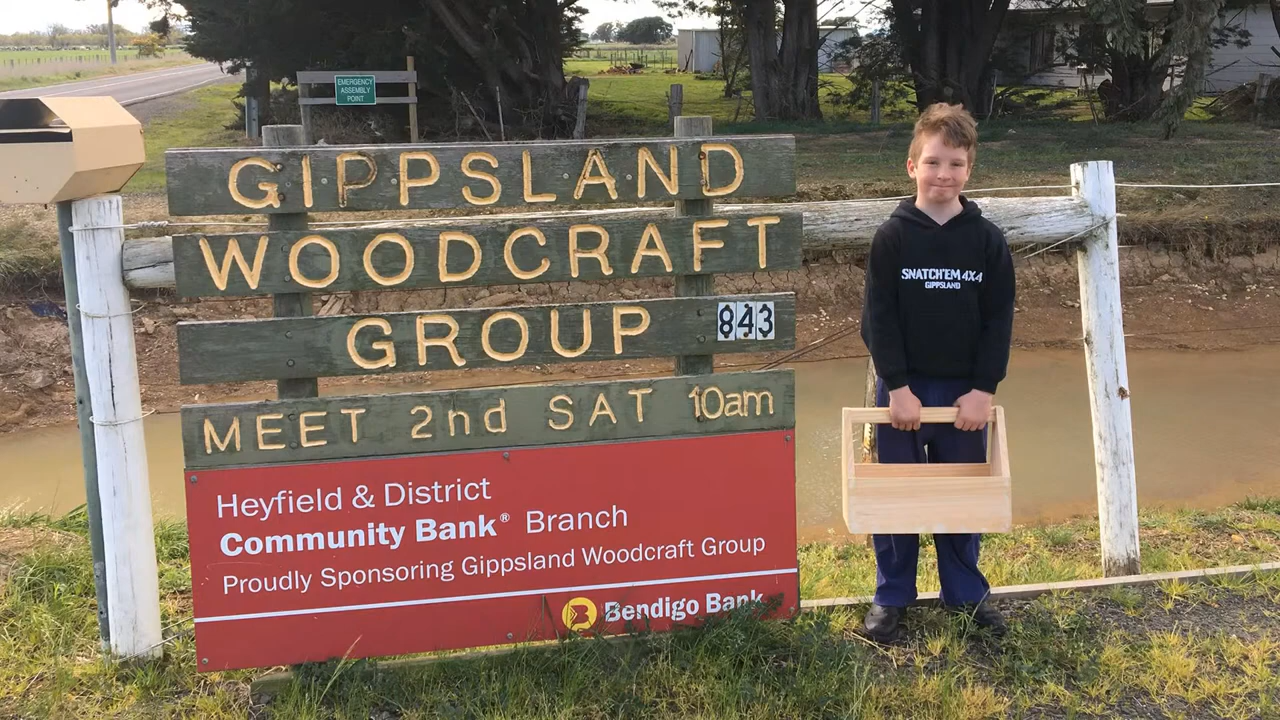 EMERGENCY
ASSEMBLY
POINT
GIPPSLAND
WOODCRAFT
GROUP 843
MEET 2nd SAT 10am
Heyfield & District
Community Bank® Branch
Proudly Sponsoring Gippsland Woodcraft Group
Bendigo Bank
SNATCH'EM 4X4
GIPPSLAND